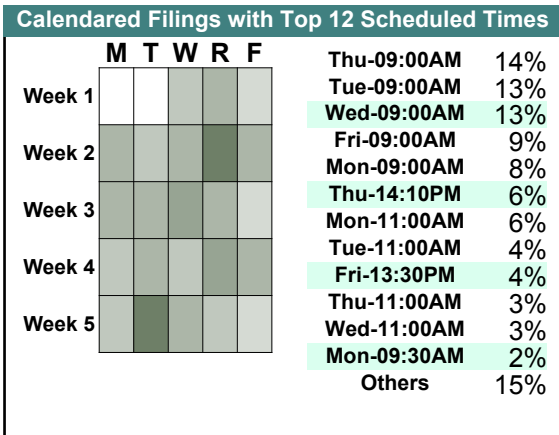 Calendared Filings with Top 12 Scheduled Times
M T W R F
Week 1
Week 2
Week 3
Week 4
Week 5
Thu-09:00AM 14%
Tue-09:00AM 13%
Wed-09:00AM 13%
Fri-09:00AM 9%
Mon-09:00AM 8%
Thu-14:10PM 6%
Mon-11:00AM 6%
Tue-11:00AM 4%
Fri-13:30PM 4%
Thu-11:00AM 3%
Wed-11:00AM 3%
Mon-09:30AM 2%
Others 15%